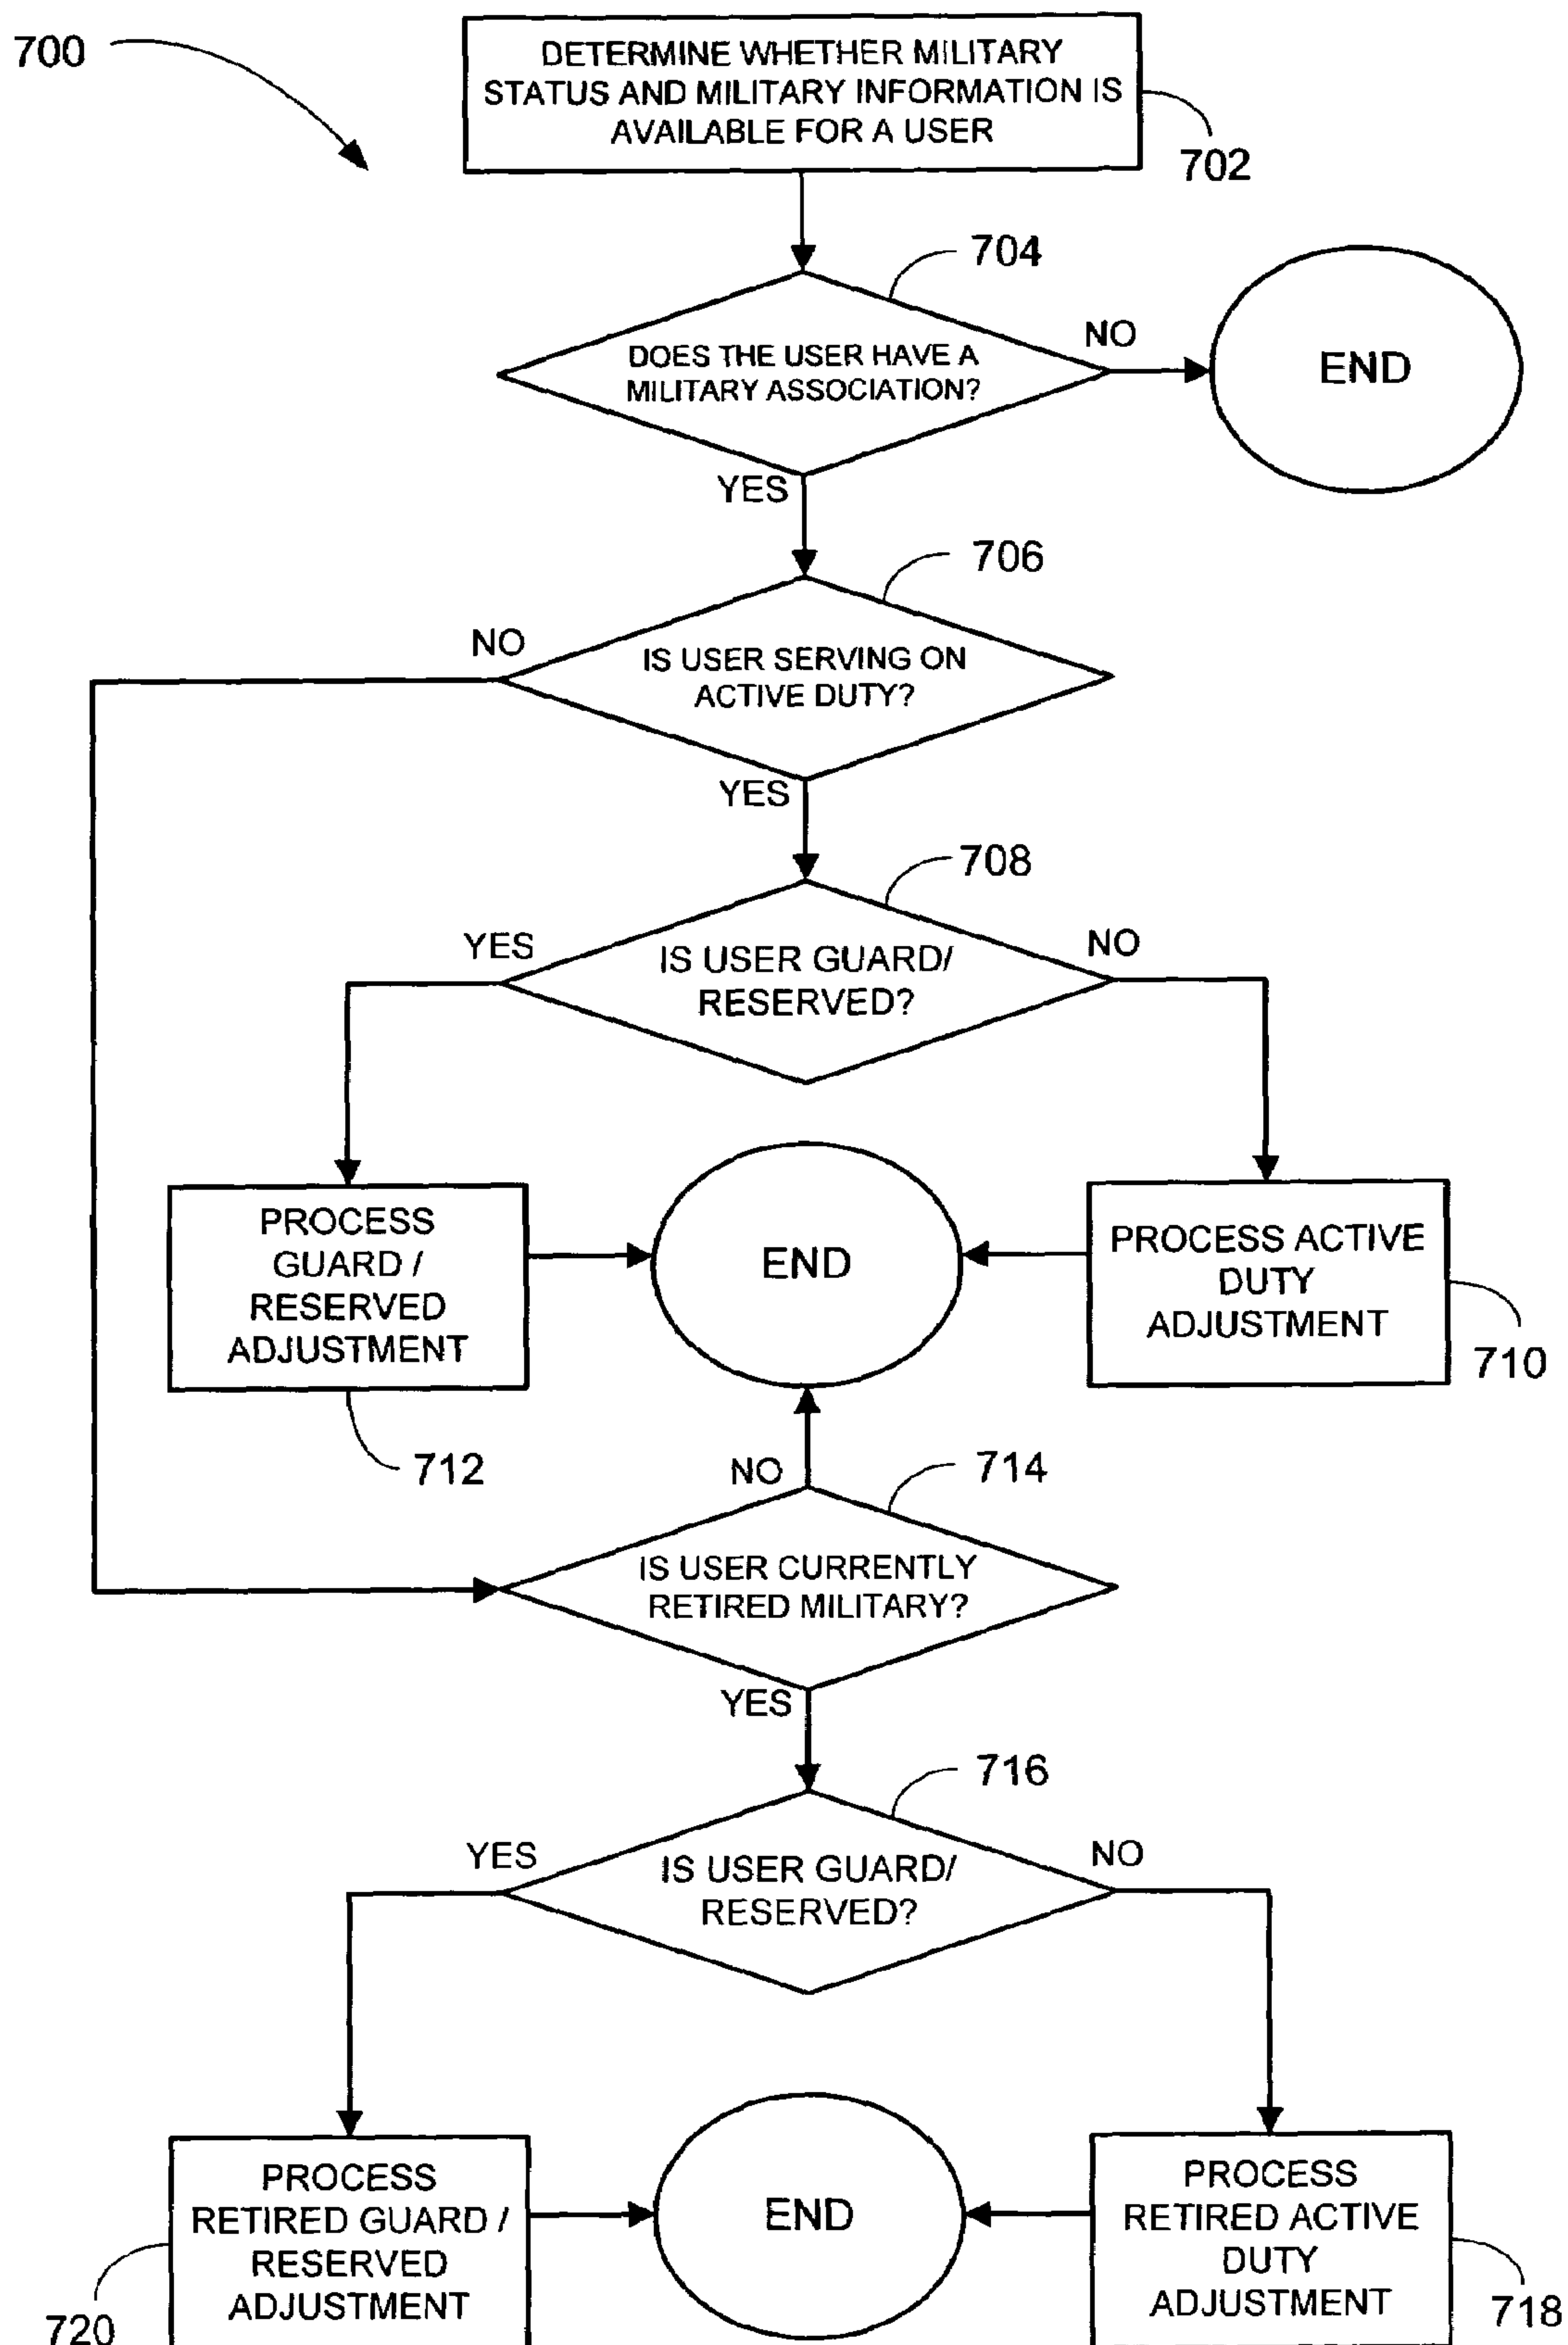 700
DETERMINE WHETHER MILITARY
STATUS AND MILITARY INFORMATION IS
AVAILABLE FOR A USER
702
704
DOES THE USER HAVE A
MILITARY ASSOCIATION?
NO
END
YES
706
NO
IS USER SERVING ON
ACTIVE DUTY?
YES
708
YES
IS USER GUARD/
RESERVED?
NO
PROCESS
GUARD /
RESERVED
ADJUSTMENT
712
END
PROCESS ACTIVE
DUTY
ADJUSTMENT
710
NO
714
IS USER CURRENTLY
RETIRED MILITARY?
YES
716
YES
IS USER GUARD/
RESERVED?
NO
PROCESS
RETIRED GUARD /
RESERVED
ADJUSTMENT
720
END
PROCESS
RETIRED ACTIVE
DUTY
ADJUSTMENT
718